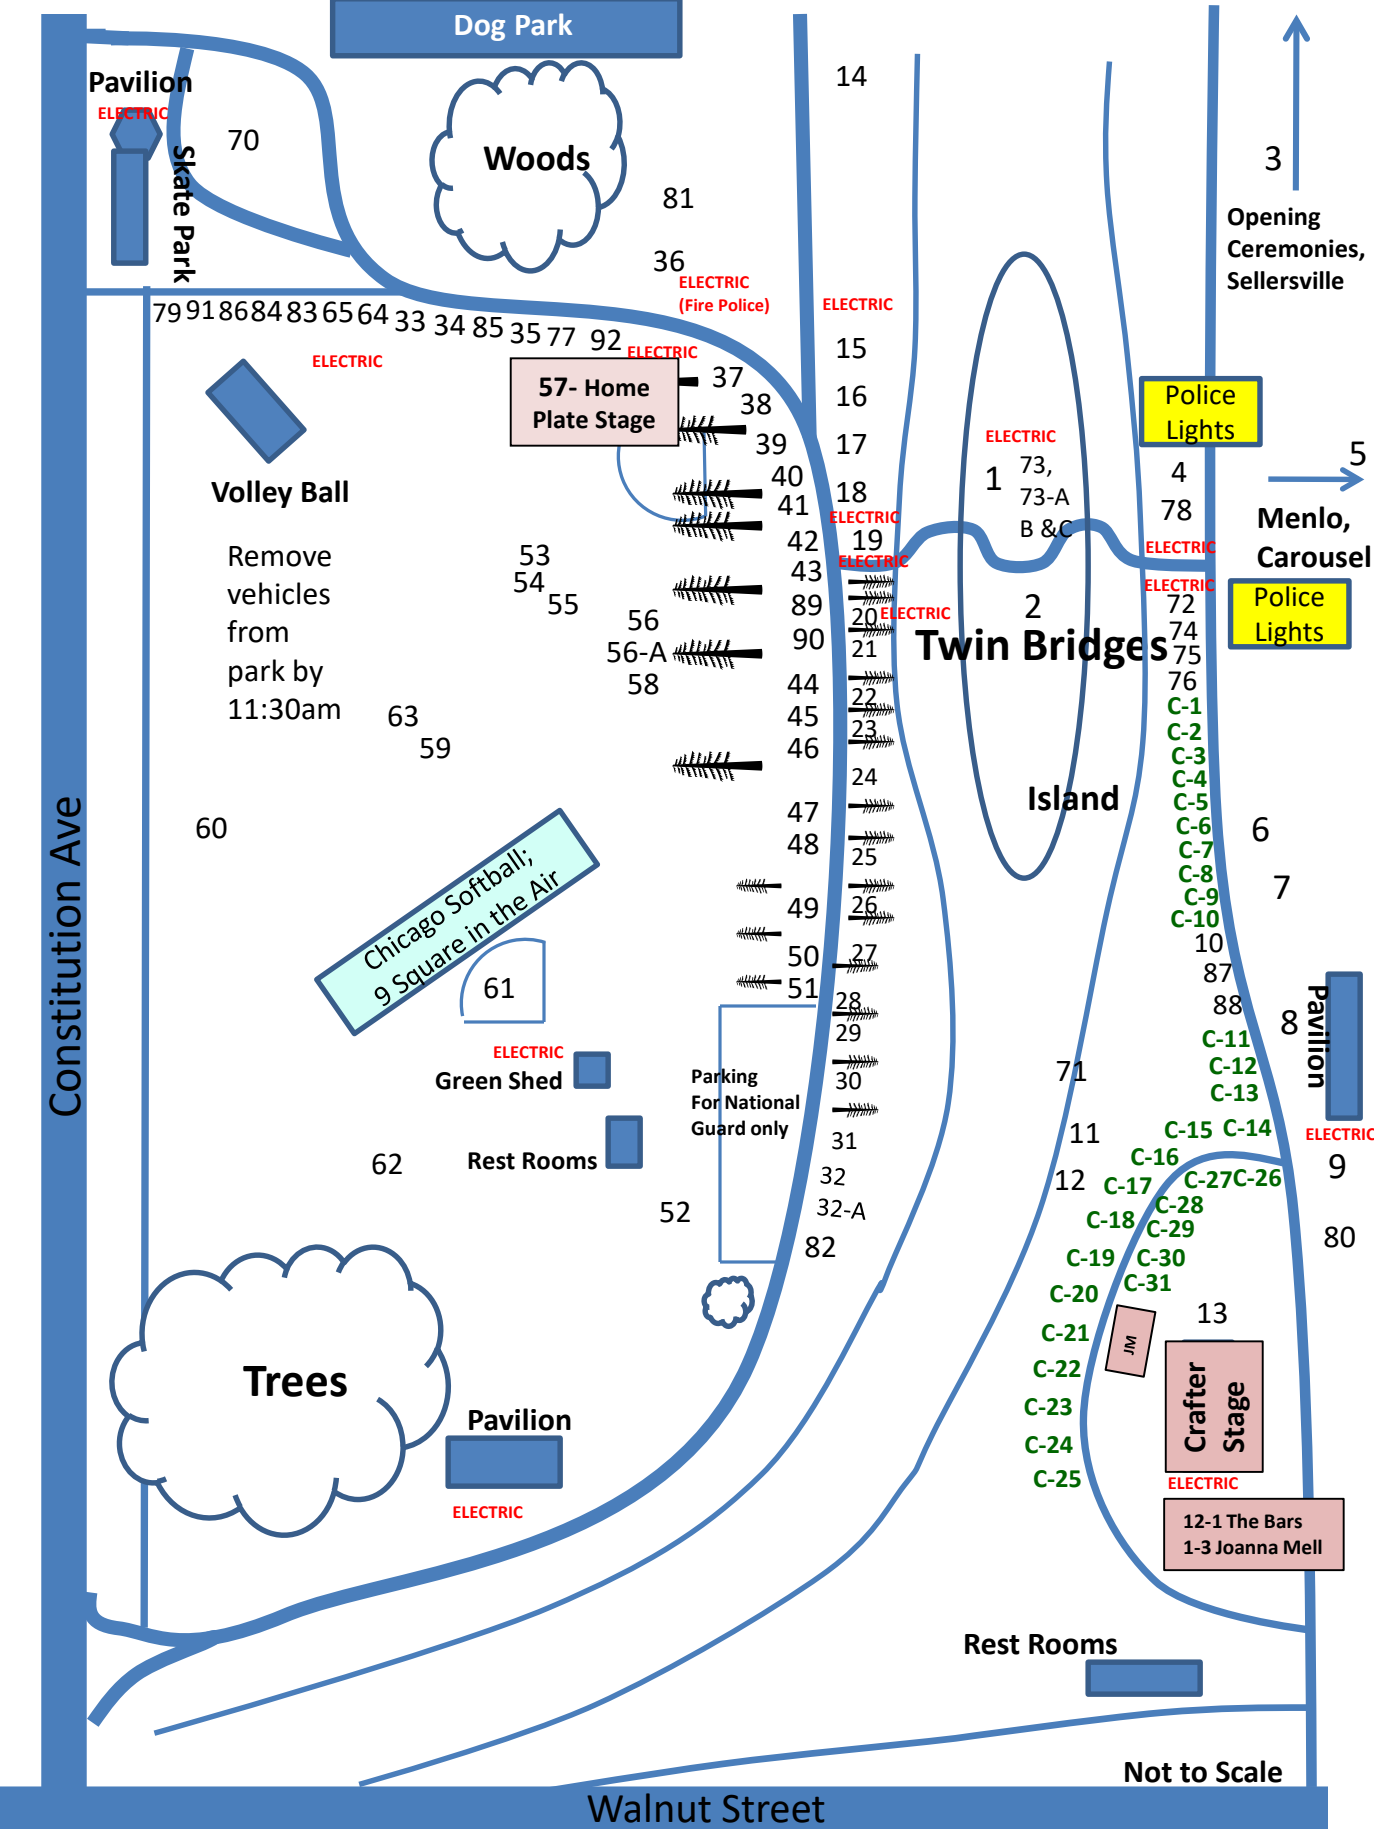 Dog Park
Pavilion
ELECTRIC
Skate Park
70
Woods
81
36
ELECTRIC
(Fire Police)
14
3
Opening
Ceremonies,
Sellersville
79 91 86 84 83 65 64 33 34 85 35 77 92
ELECTRIC
ELECTRIC
57- Home
Plate Stage
Volley Ball
Remove
vehicles
from
park by
11:30am
37
38
39
40
41
42
43
89
90
44
45
46
47
48
49
50
51
ELECTRIC
15
16
17
18
ELECTRIC
19
ELECTRIC
20
ELECTRIC
21
22
23
24
25
26
27
28
29
30
31
32
32-A
82
ELECTRIC
1
73,
73-A
B &C
2
Twin Bridges
Island
Police
Lights
4
78
5
Menlo,
Carousel
ELECTRIC
ELECTRIC
Police
Lights
72
74
75
76
C-1
C-2
C-3
C-4
C-5
C-6
C-7
C-8
C-9
C-10
6
7
10
87
88
8
Pavilion
ELECTRIC
C-11
C-12
C-13
C-15 C-14
C-16
C-17
C-27 C-26
C-28
C-18
C-29
C-19
C-30
C-31
C-20
C-21
C-22
C-23
C-24
C-25
9
80
71
11
12
13
JM
Crafter
Stage
ELECTRIC
12-1 The Bars
1-3 Joanna Mell
53
54
55
56
56-A
58
63
59
60
Chicago Softball;
9 Square in the Air
61
ELECTRIC
Green Shed
Rest Rooms
62
52
Parking
For National
Guard only
Trees
Pavilion
ELECTRIC
Rest Rooms
Not to Scale
Constitution Ave
Walnut Street